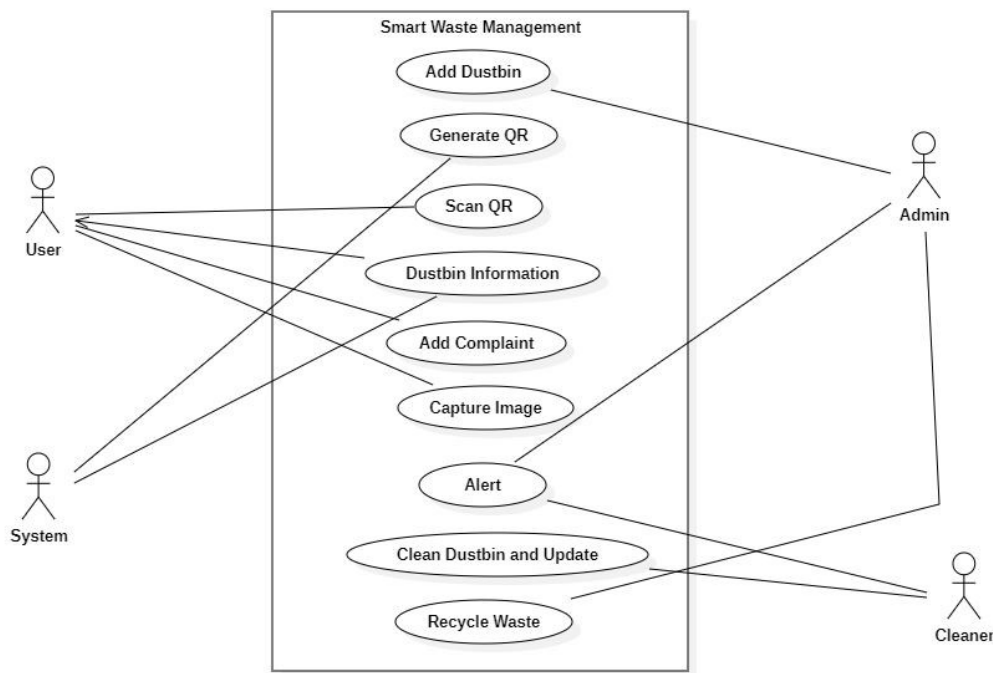 Smart Waste Management
Add Dustbin
Generate QR
Scan QR
User
Admin
Dustbin Information
Add Complaint
Capture Image
Alert
System
Clean Dustbin and Update
Recycle Waste
Cleaner